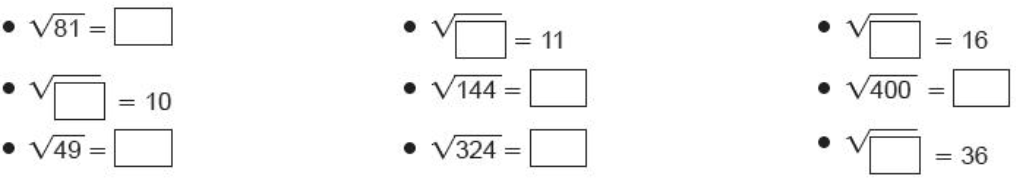 • √81 = □ • √□ = 11 • √□ = 16
• √□ = 10 • √144 = □ • √400 = □
• √49 = □ • √324 = □ • √□ = 36